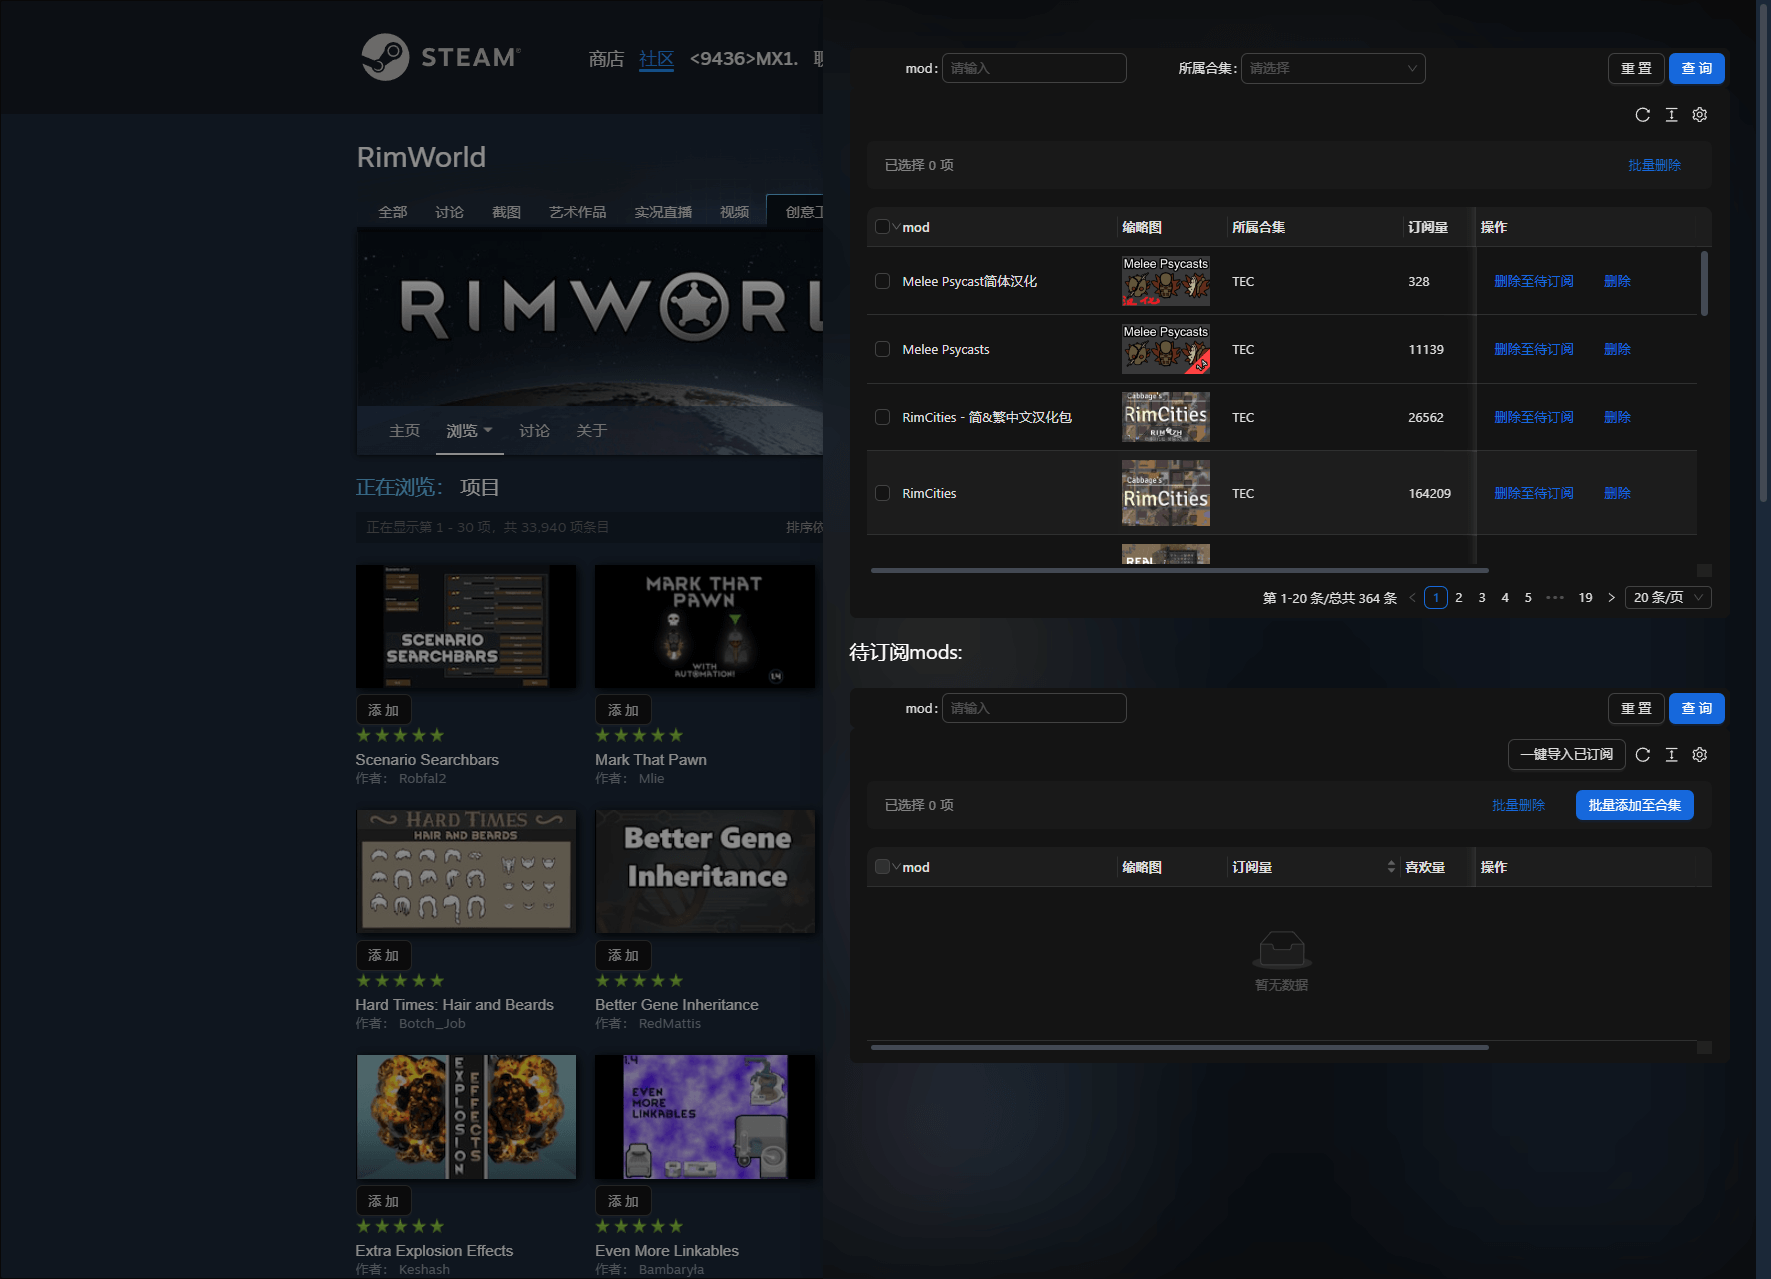 STEAM
商店 社区 <9436>MX1.
RimWorld
全部 讨论 截图 艺术作品 实况直播 视频 创意工
RIMWORL
主页 浏览 讨论 关于
正在浏览： 项目
正在显示第 1 - 30 项，共 33,940 项条目 排序依
SCENARIO
SEARCHBARS
MARK THAT
PAWN
WITH
AUTOMATION!
1.4
添 加 添 加
Scenario Searchbars
作者： Robfal2
Mark That Pawn
作者： Mlie
HARD TIMES
HAIR AND BEARDS
Better Gene
Inheritance
添 加 添 加
Hard Times: Hair and Beards
作者： Botch_Job
Better Gene Inheritance
作者： RedMattis
EXPLOSION
EFFECTS
1.4
EVEN
MORE
LINKABLES
添 加 添 加
Extra Explosion Effects
作者： Keshash
Even More Linkables
作者： Bambaryła
mod: 请输入 所属合集: 请选择 重 置 查 询
已选择 0 项 批量删除
mod 缩略图 所属合集 订阅量 操作
Melee Psycast简体汉化 Melee Psycasts TEC 328 删除至待订阅 删除
Melee Psycasts Melee Psycasts TEC 11139 删除至待订阅 删除
RimCities - 简&繁中文汉化包 Cabbage's RimCities TEC 26562 删除至待订阅 删除
RimCities Cabbage's RimCities TEC 164209 删除至待订阅 删除
REAL
第 1-20 条/总共 364 条 < 1 2 3 4 5 ••• 19 > 20 条/页
待订阅mods:
mod: 请输入 重 置 查 询
一键导入已订阅
已选择 0 项 批量删除 批量添加至合集
mod 缩略图 订阅量 喜欢量 操作
暂无数据